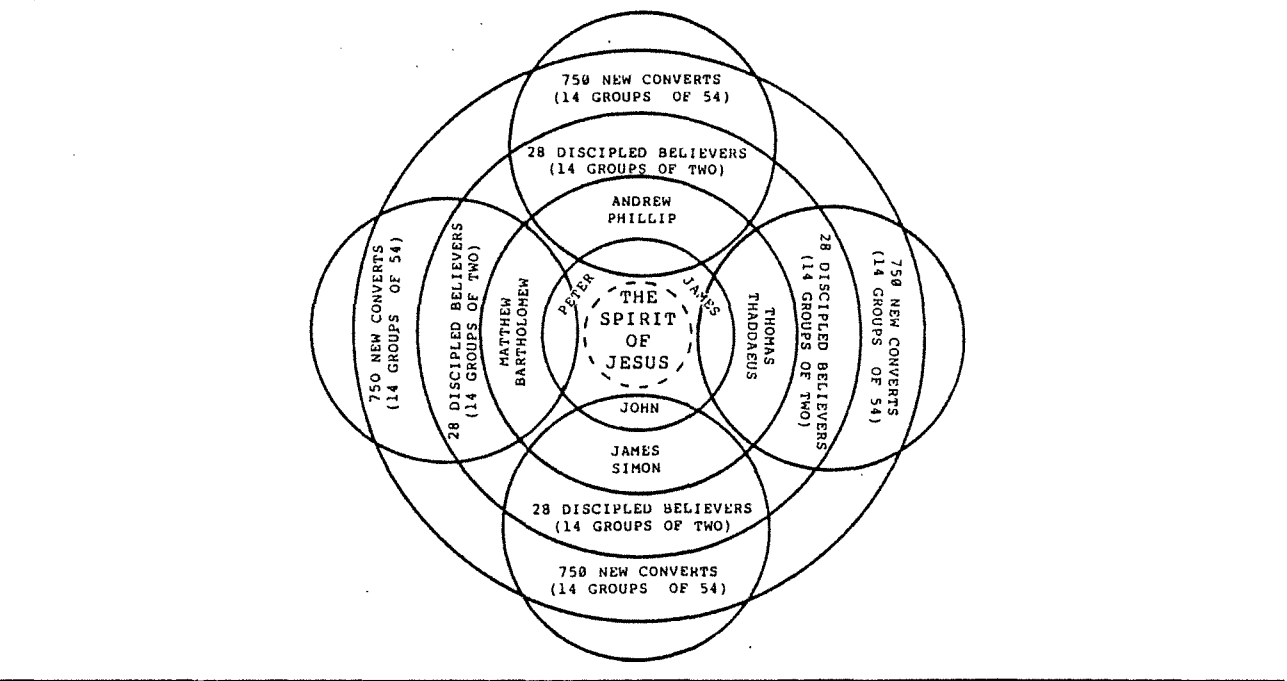 750 NEW CONVERTS
(14 GROUPS OF 54)
28 DISCIPLED BELIEVERS
(14 GROUPS OF TWO)
ANDREW
PHILLIP
750 NEW CONVERTS
(14 GROUPS OF 54)
28 DISCIPLED BELIEVERS
(14 GROUPS OF TWO)
MATTHEW
BARTHOLOMEW
PETER
THE
SPIRIT
OF
JESUS
JAMES
THOMAS
THADDAEUS
28 DISCIPLED BELIEVERS
(14 GROUPS OF TWO)
750 NEW CONVERTS
(14 GROUPS OF 54)
JOHN
JAMES
SIMON
28 DISCIPLED BELIEVERS
(14 GROUPS OF TWO)
750 NEW CONVERTS
(14 GROUPS OF 54)